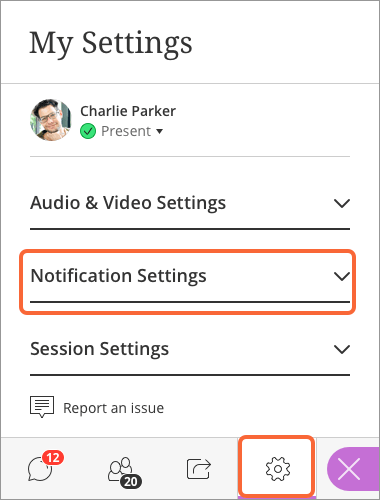 My Settings
Charlie Parker
Present
Audio & Video Settings
Notification Settings
Session Settings
Report an issue
12
20